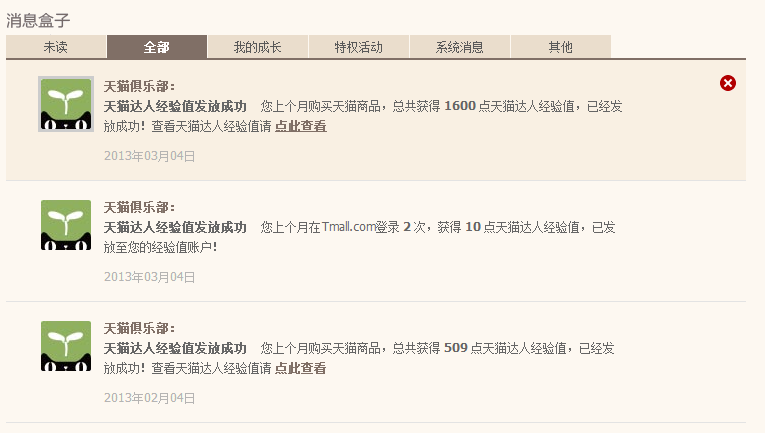 消息盒子
未读 全部 我的成长 特权活动 系统消息 其他
天猫俱乐部：
天猫达人经验值发放成功 您上个月购买天猫商品，总共获得 1600 点天猫达人经验值，已经发
放成功！查看天猫达人经验值请 点此查看
2013年03月04日
天猫俱乐部：
天猫达人经验值发放成功 您上个月在Tmall.com登录 2 次，获得 10 点天猫达人经验值，已发
放至您的经验值账户！
2013年03月04日
天猫俱乐部：
天猫达人经验值发放成功 您上个月购买天猫商品，总共获得 509 点天猫达人经验值，已经发
放成功！查看天猫达人经验值请 点此查看
2013年02月04日